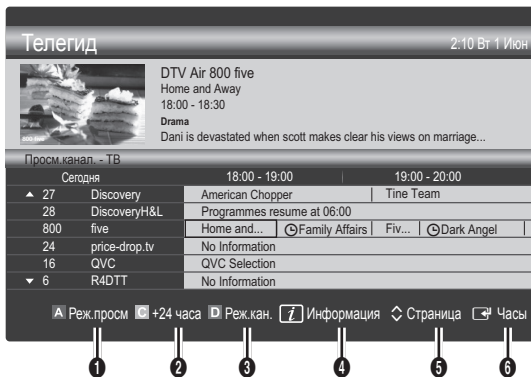 Телегид 2:10 Вт 1 Июн
DTV Air 800 five
Home and Away
18:00 - 18:30
Drama
Dani is devastated when scott makes clear his views on marriage...
800 five
Просм.канал. - ТВ
Сегодня 18:00 - 19:00 19:00 - 20:00
▲ 27 Discovery American Chopper Tine Team
28 DiscoveryH&L Programmes resume at 06:00
800 five Home and... Family Affairs Fiv... Dark Angel
24 price-drop.tv No Information
16 QVC QVC Selection
▼ 6 R4DTT No Information
A Реж.просм C +24 часа D Реж.кан. i Информация Страница Часы
1 2 3 4 5 6